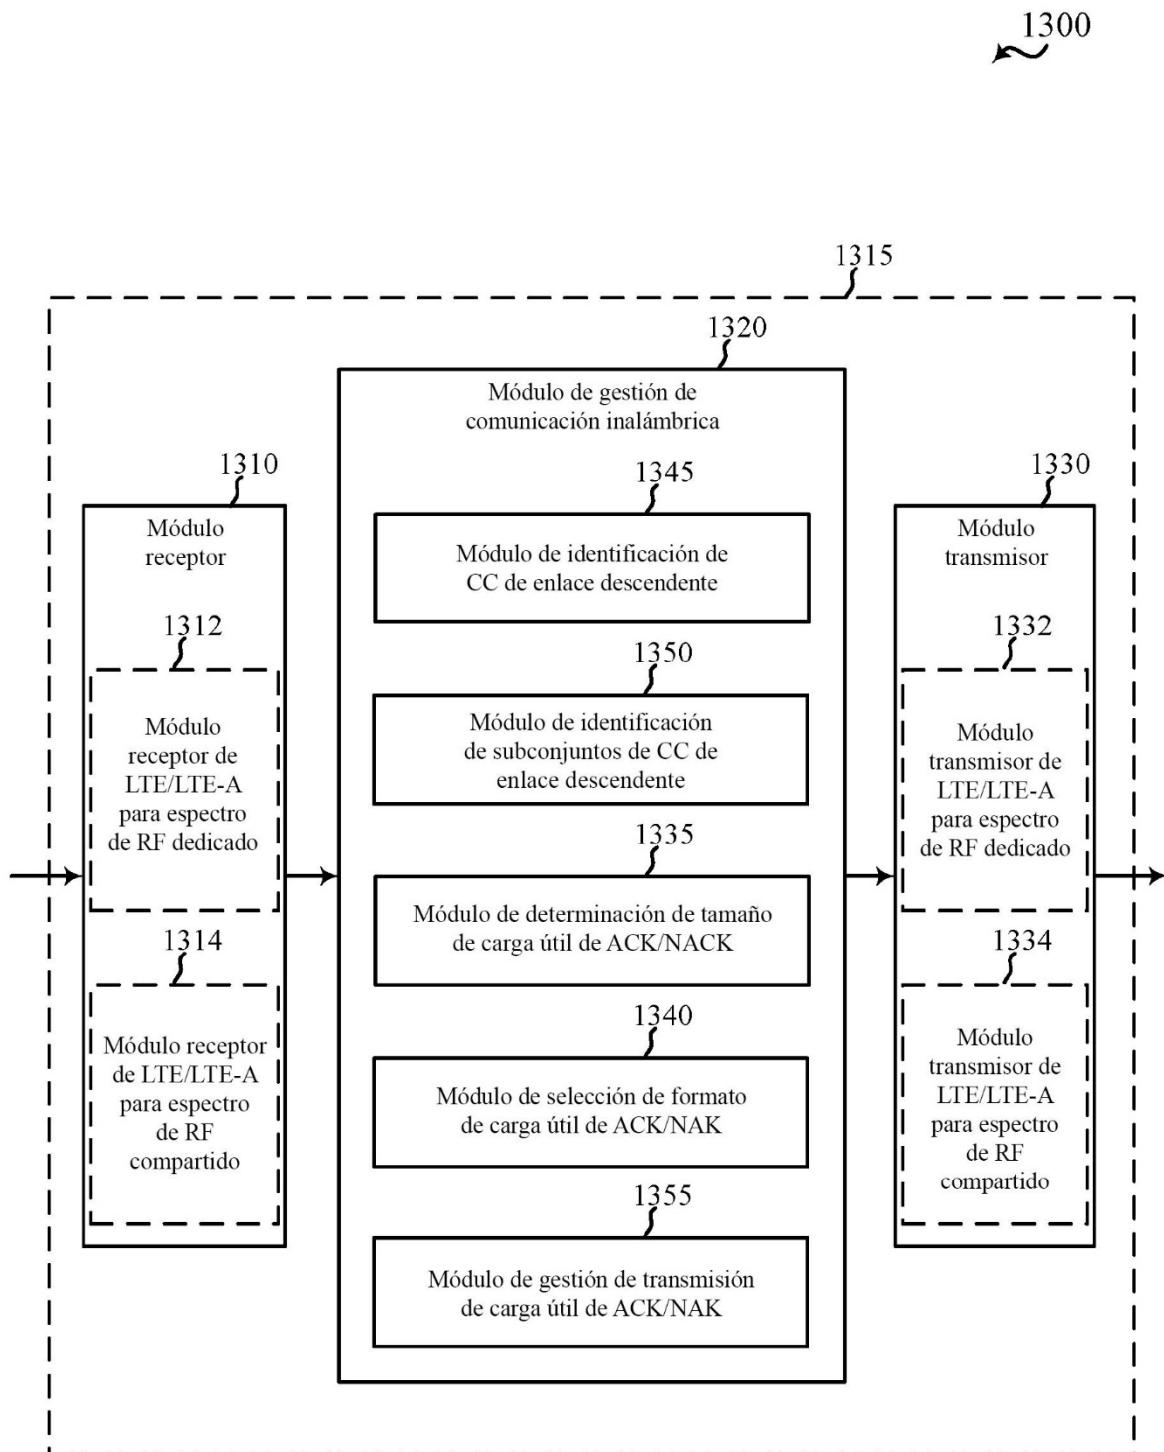 1300
1315
1320
Módulo de gestión de
comunicación inalámbrica
1310
Módulo
receptor
1312
Módulo
receptor de
LTE/LTE-A
para espectro
de RF dedicado
1314
Módulo receptor
de LTE/LTE-A
para espectro
de RF
compartido
1345
Módulo de identificación de
CC de enlace descendente
1350
Módulo de identificación
de subconjuntos de CC de
enlace descendente
1335
Módulo de determinación de tamaño
de carga útil de ACK/NACK
1340
Módulo de selección de formato
de carga útil de ACK/NAK
1355
Módulo de gestión de transmisión
de carga útil de ACK/NAK
1330
Módulo
transmisor
1332
Módulo
transmisor de
LTE/LTE-A
para espectro
de RF dedicado
1334
Módulo
transmisor de
LTE/LTE-A
para espectro
de RF
compartido